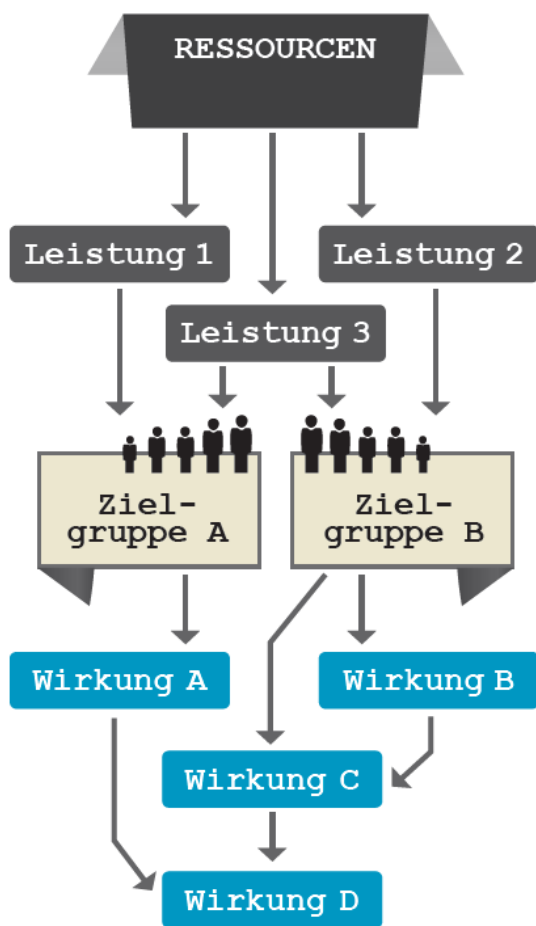 RESSOURCEN
Leistung 1
Leistung 2
Leistung 3
Ziel-
gruppe A
Ziel-
gruppe B
Wirkung A
Wirkung B
Wirkung C
Wirkung D